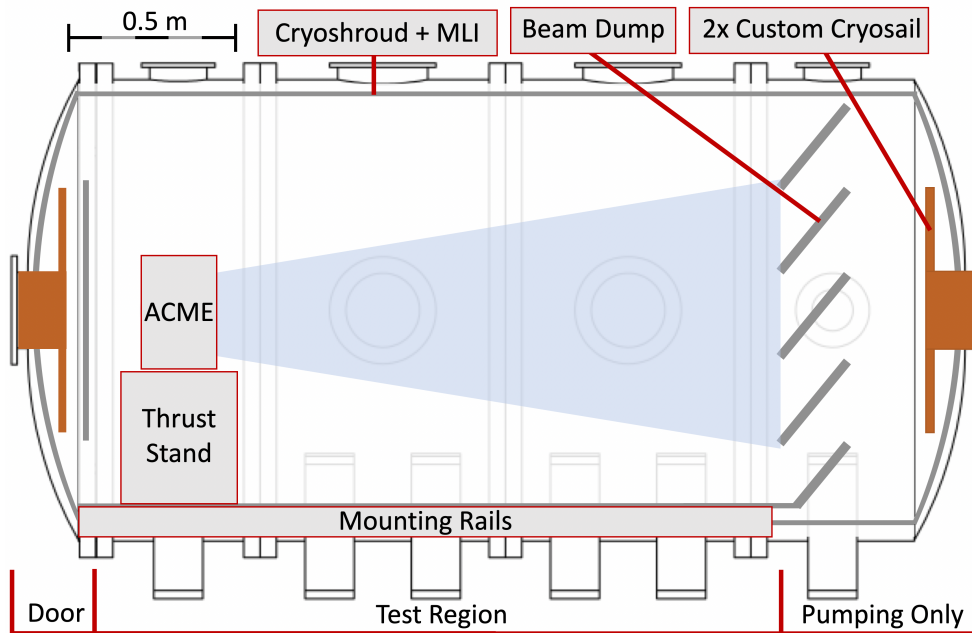 0.5 m
Cryoshroud + MLI
Beam Dump
2x Custom Cryosail
ACME
Thrust
Stand
Mounting Rails
Door
Test Region
Pumping Only